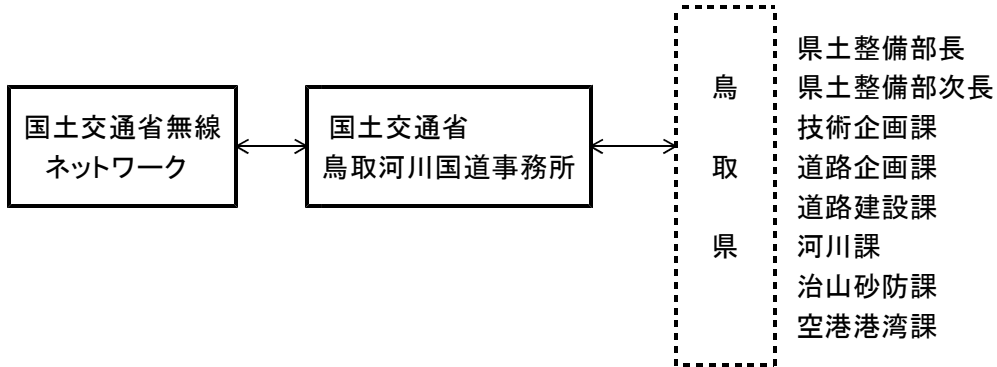 国土交通省無線
ネットワーク
国土交通省
鳥取河川国道事務所
鳥
取
県
県土整備部長
県土整備部次長
技術企画課
道路企画課
道路建設課
河川課
治山砂防課
空港港湾課